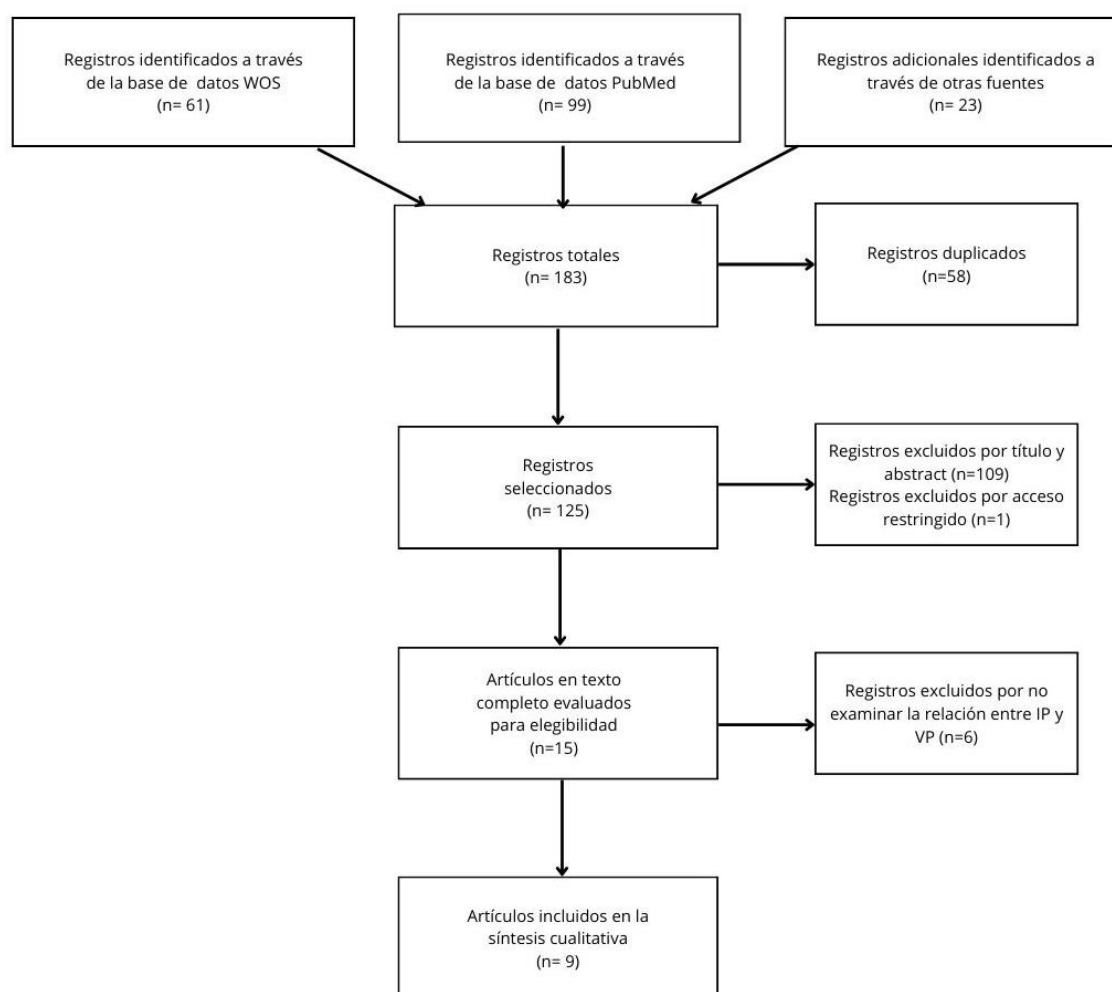 Registros identificados a través
de la base de datos WOS
(n= 61)
Registros identificados a través
de la base de datos PubMed
(n= 99)
Registros adicionales identificados a
través de otras fuentes
(n= 23)
Registros totales
(n= 183)
Registros duplicados
(n=58)
Registros
seleccionados
(n= 125)
Registros excluidos por título y
abstract (n=109)
Registros excluidos por acceso
restringido (n=1)
Artículos en texto
completo evaluados
para elegibilidad
(n=15)
Registros excluidos por no
examinar la relación entre IP y
VP (n=6)
Artículos incluidos en la
síntesis cualitativa
(n= 9)